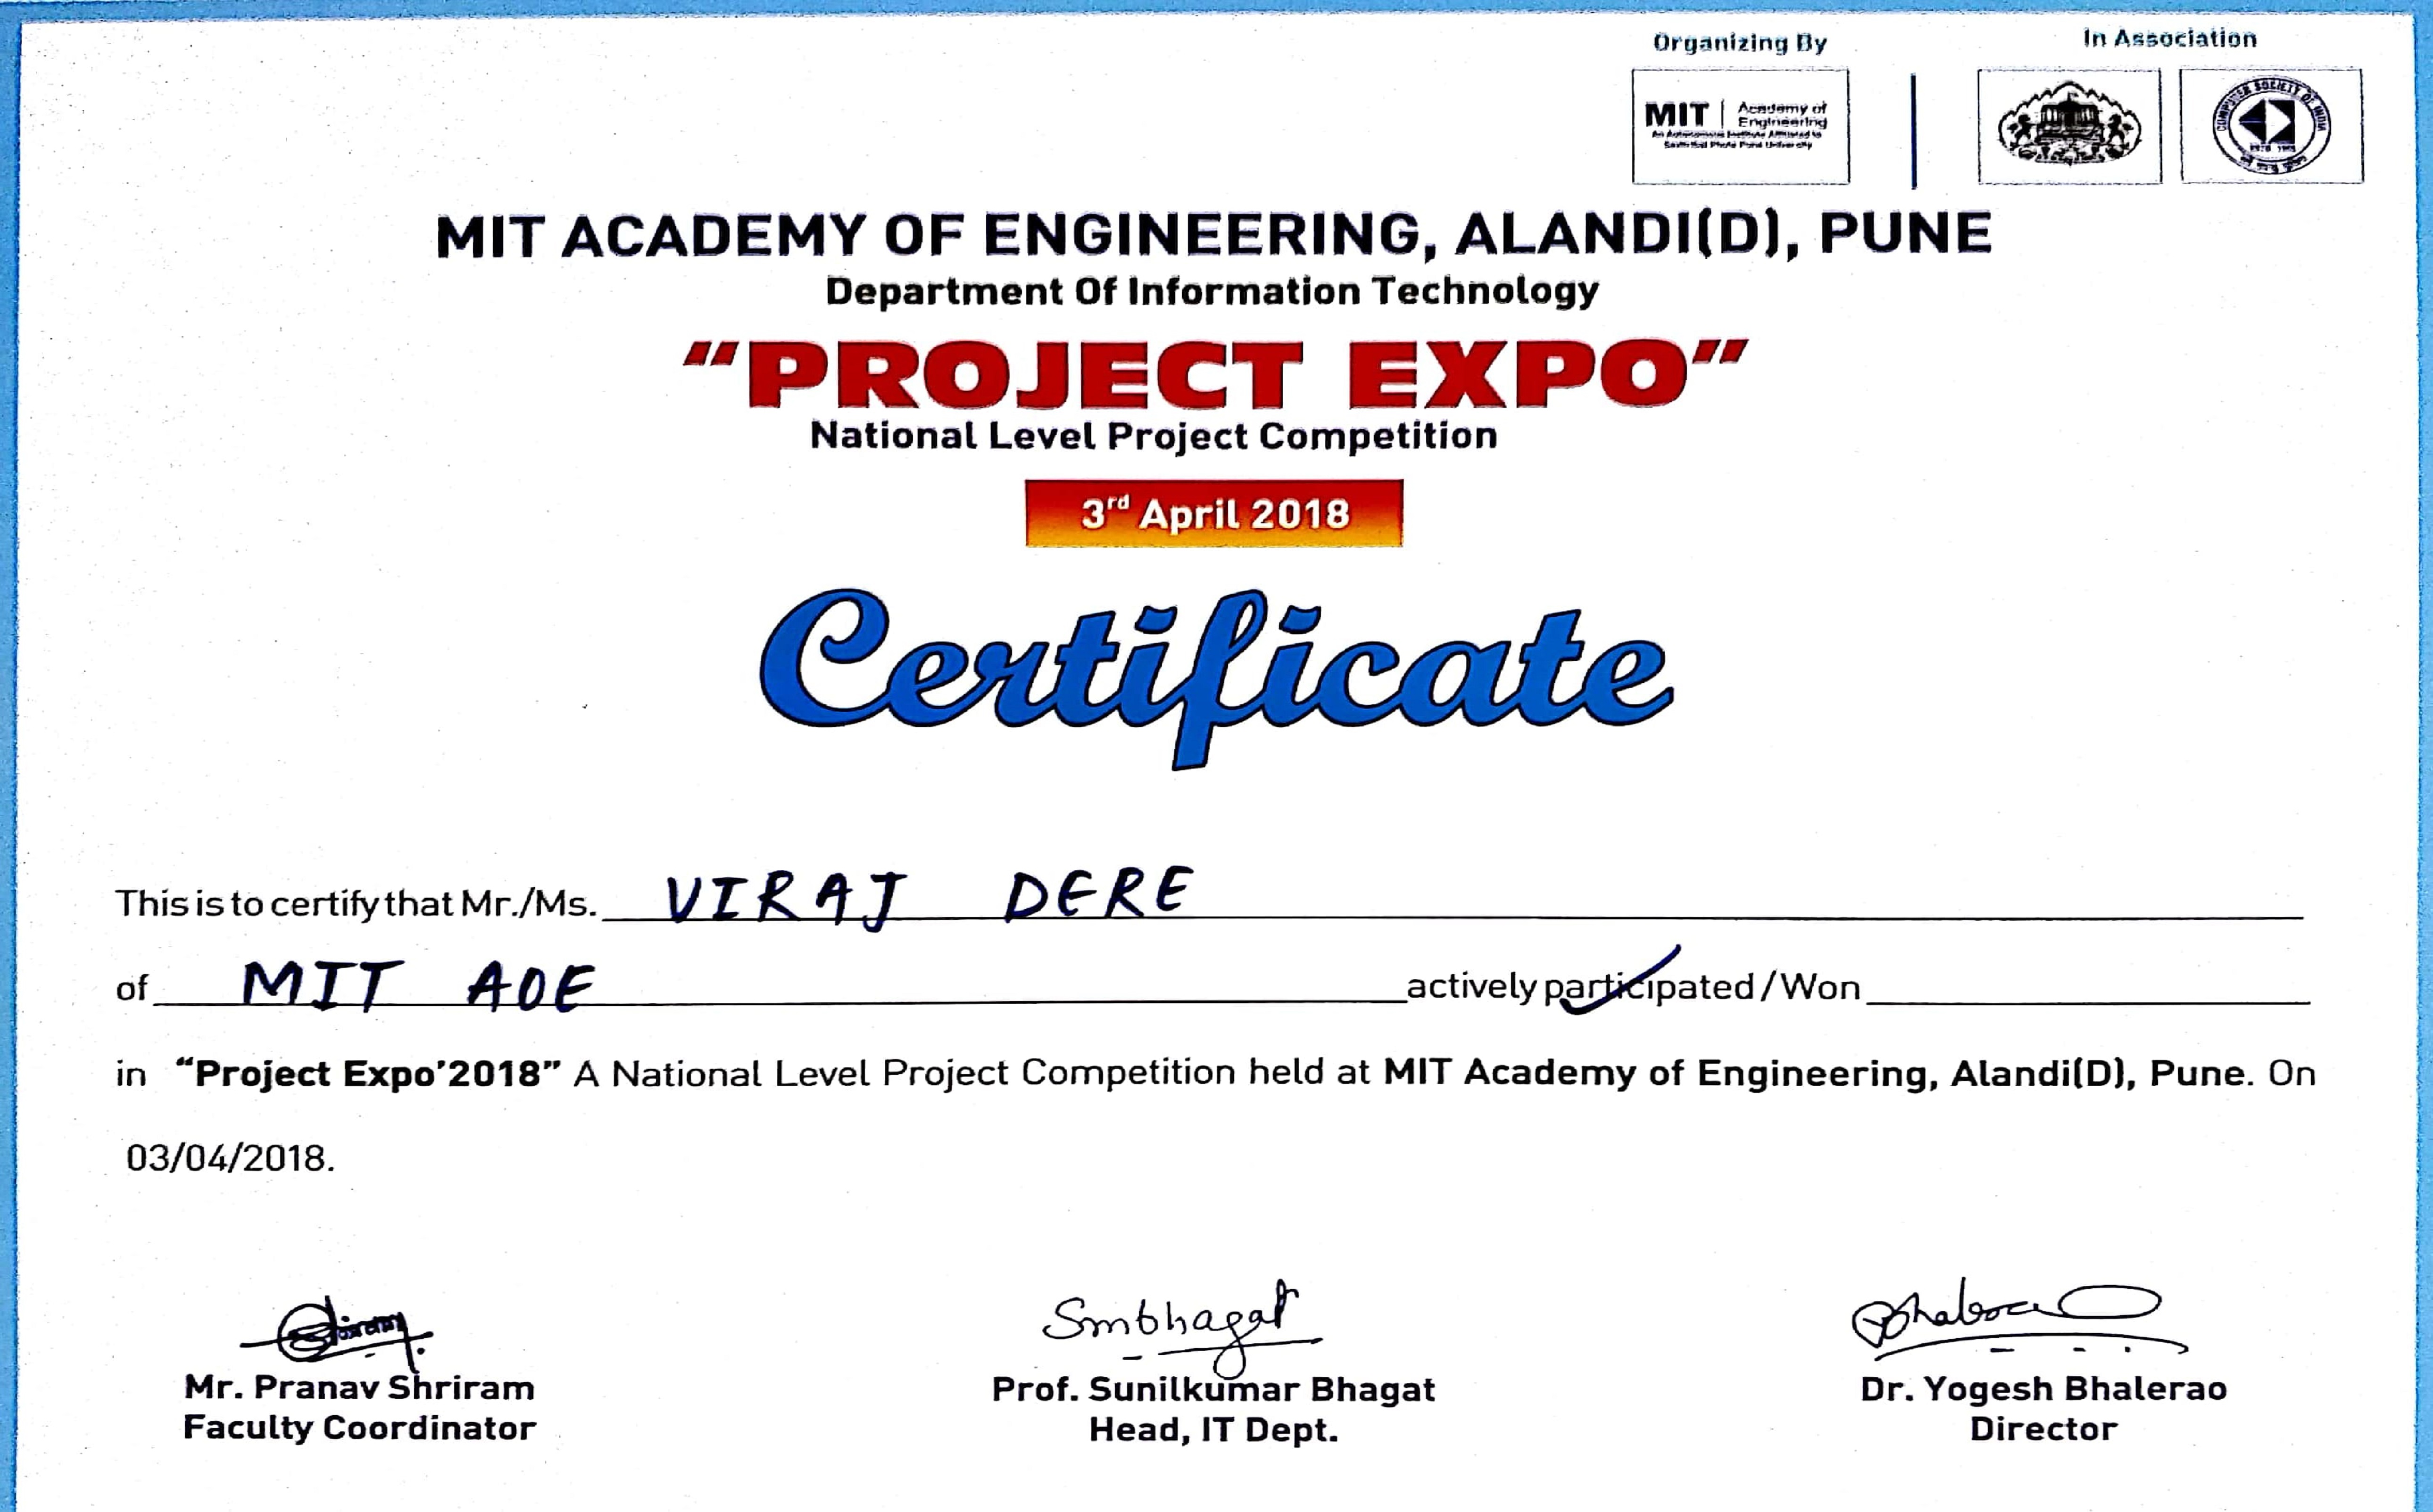 Organizing By
In Association
MIT | Academy of
Engineering
An Autonomous Institute Affiliated to
Savitribai Phule Pune University
COMPUTER SOCIETY OF INDIA
MIT ACADEMY OF ENGINEERING, ALANDI(D), PUNE
Department Of Information Technology
“PROJECT EXPO”
National Level Project Competition
3rd April 2018
Certificate
This is to certify that Mr./Ms. VIRAJ DERE
of MIT AOE actively participated / Won
in “Project Expo’2018” A National Level Project Competition held at MIT Academy of Engineering, Alandi(D), Pune. On
03/04/2018.
Smbhagat
Mr. Pranav Shriram
Prof. Sunilkumar Bhagat
Dr. Yogesh Bhalerao
Faculty Coordinator
Head, IT Dept.
Director